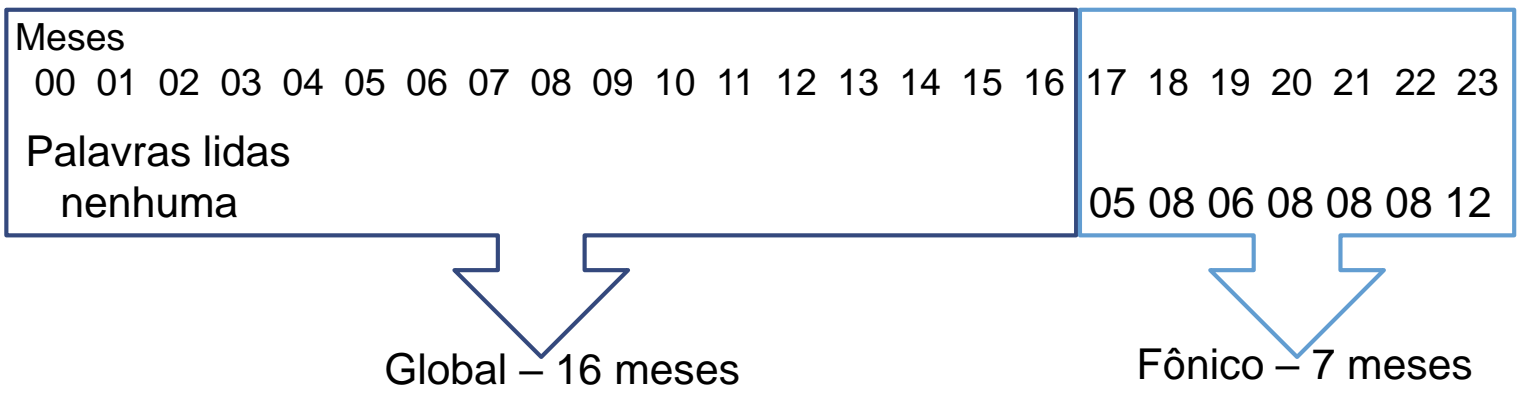 Meses
00 01 02 03 04 05 06 07 08 09 10 11 12 13 14 15 16 17 18 19 20 21 22 23
Palavras lidas
nenhuma 05 08 06 08 08 08 12
Global – 16 meses Fônico – 7 meses